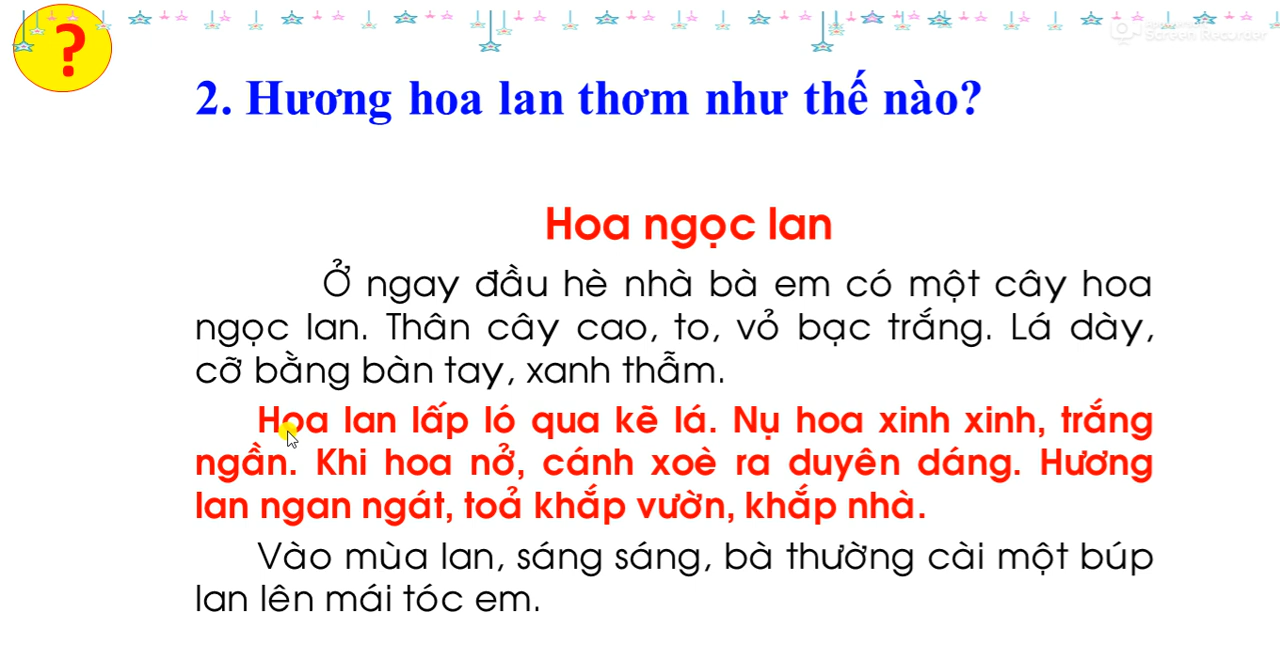 ?
2. Hương hoa lan thơm như thế nào?
Hoa ngọc lan
Ở ngay đầu hè nhà bà em có một cây hoa
ngọc lan. Thân cây cao, to, vỏ bạc trắng. Lá dày,
cỡ bằng bàn tay, xanh thẫm.
Hoa lan lấp ló qua kẽ lá. Nụ hoa xinh xinh, trắng
ngần. Khi hoa nở, cánh xoè ra duyên dáng. Hương
lan ngan ngát, toả khắp vườn, khắp nhà.
Vào mùa lan, sáng sáng, bà thường cài một búp
lan lên mái tóc em.
Screen Recorder